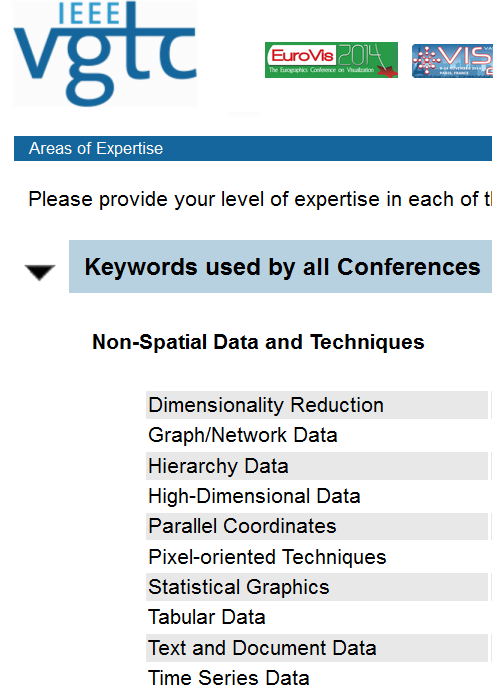 IEEE
vgtc
EuroVis 2014
The Eurographics Conference on Visualization
VIS
PARIS, FRANCE
Areas of Expertise
Please provide your level of expertise in each of t
Keywords used by all Conferences
Non-Spatial Data and Techniques
Dimensionality Reduction
Graph/Network Data
Hierarchy Data
High-Dimensional Data
Parallel Coordinates
Pixel-oriented Techniques
Statistical Graphics
Tabular Data
Text and Document Data
Time Series Data